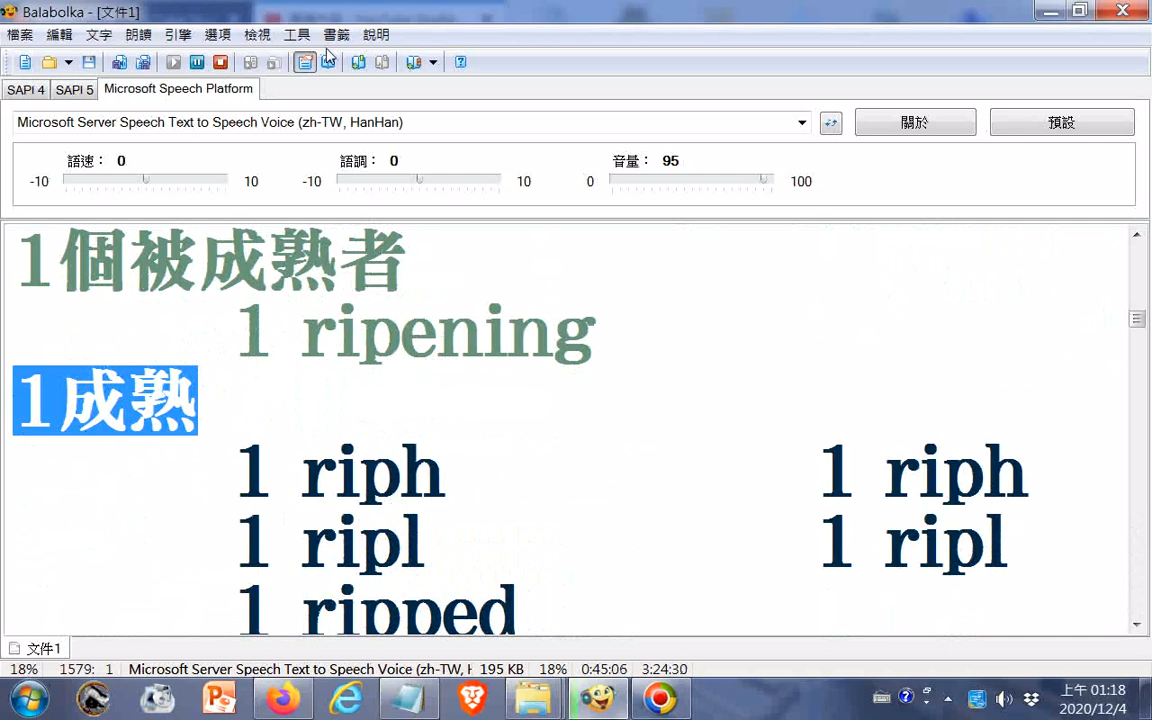 Balabolka - [文件1]
檔案 編輯 文字 朗讀 引擎 選項 檢視 工具 書籤 說明
SAPI 4 SAPI 5 Microsoft Speech Platform
Microsoft Server Speech Text to Speech Voice (zh-TW, HanHan) 關於 預設
語速： 0 語調： 0 音量： 95
-10 10 -10 10 0 100
1個被成熟者
1 ripening
1成熟
1 riph 1 riph
1 ripl 1 ripl
1 ripped
文件1
18% 1579: 1 Microsoft Server Speech Text to Speech Voice (zh-TW, 195 KB 18% 0:45:06 3:24:30
上午 01:18
2020/12/4